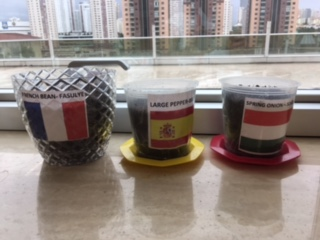 FRENCH BEAN- FASULYE
LARGE PEPPER
SPRING ONION -